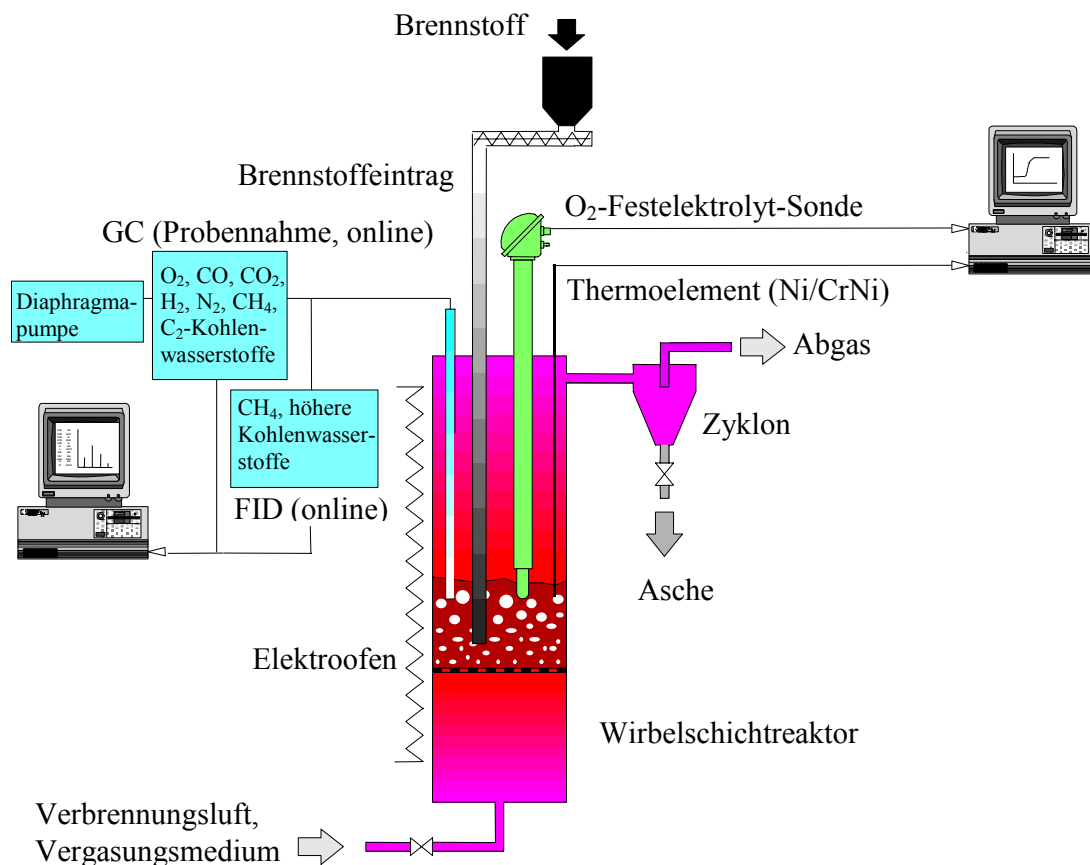 Brennstoff
Brennstoffeintrag
O₂-Festelektrolyt-Sonde
GC (Probennahme, online)
O₂, CO, CO₂,
H₂, N₂, CH₄,
C₂-Kohlen-
wasserstoffe
Diaphragma-
pumpe
Thermoelement (Ni/CrNi)
Abgas
CH₄, höhere
Kohlenwasser-
stoffe
Zyklon
FID (online)
Asche
Elektroofen
Wirbelschichtreaktor
Verbrennungsluft,
Vergasungsmedium